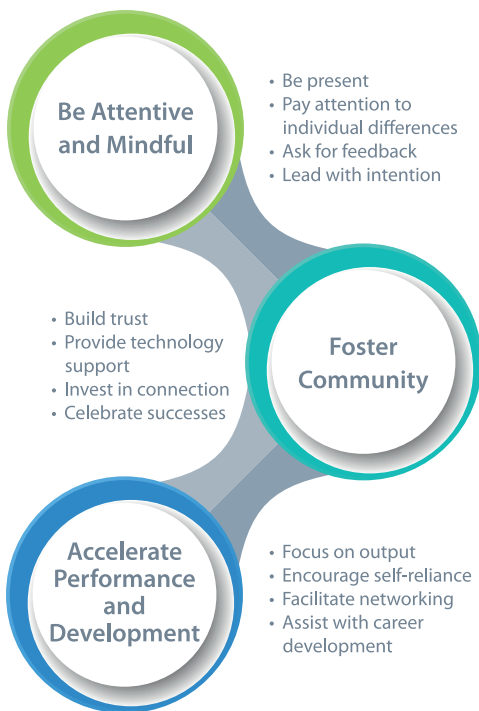 Be Attentive
and Mindful
• Be present
• Pay attention to
individual differences
• Ask for feedback
• Lead with intention
Foster
Community
• Build trust
• Provide technology
support
• Invest in connection
• Celebrate successes
Accelerate
Performance
and
Development
• Focus on output
• Encourage self-reliance
• Facilitate networking
• Assist with career
development